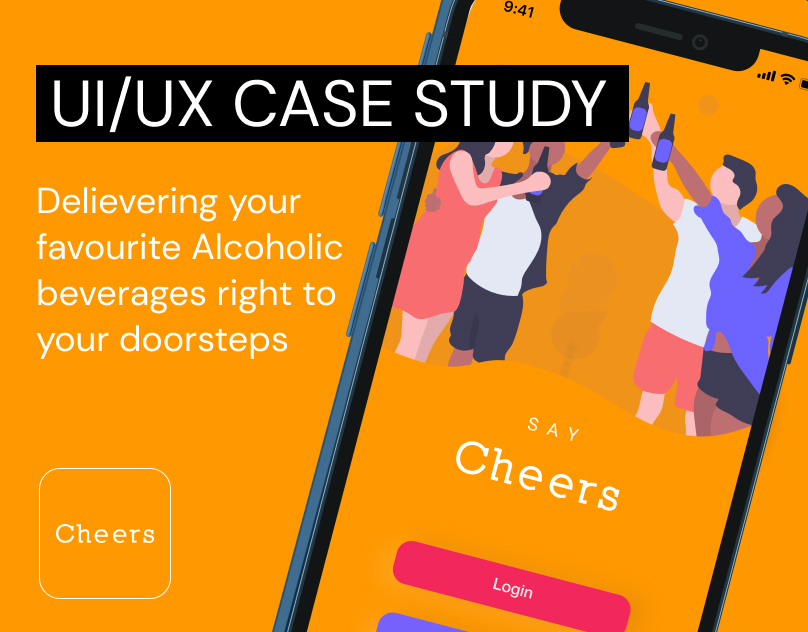 9:41
UI/UX CASE STUDY
Delievering your
favourite Alcoholic
beverages right to
your doorsteps
SAY
Cheers
Cheers
Login